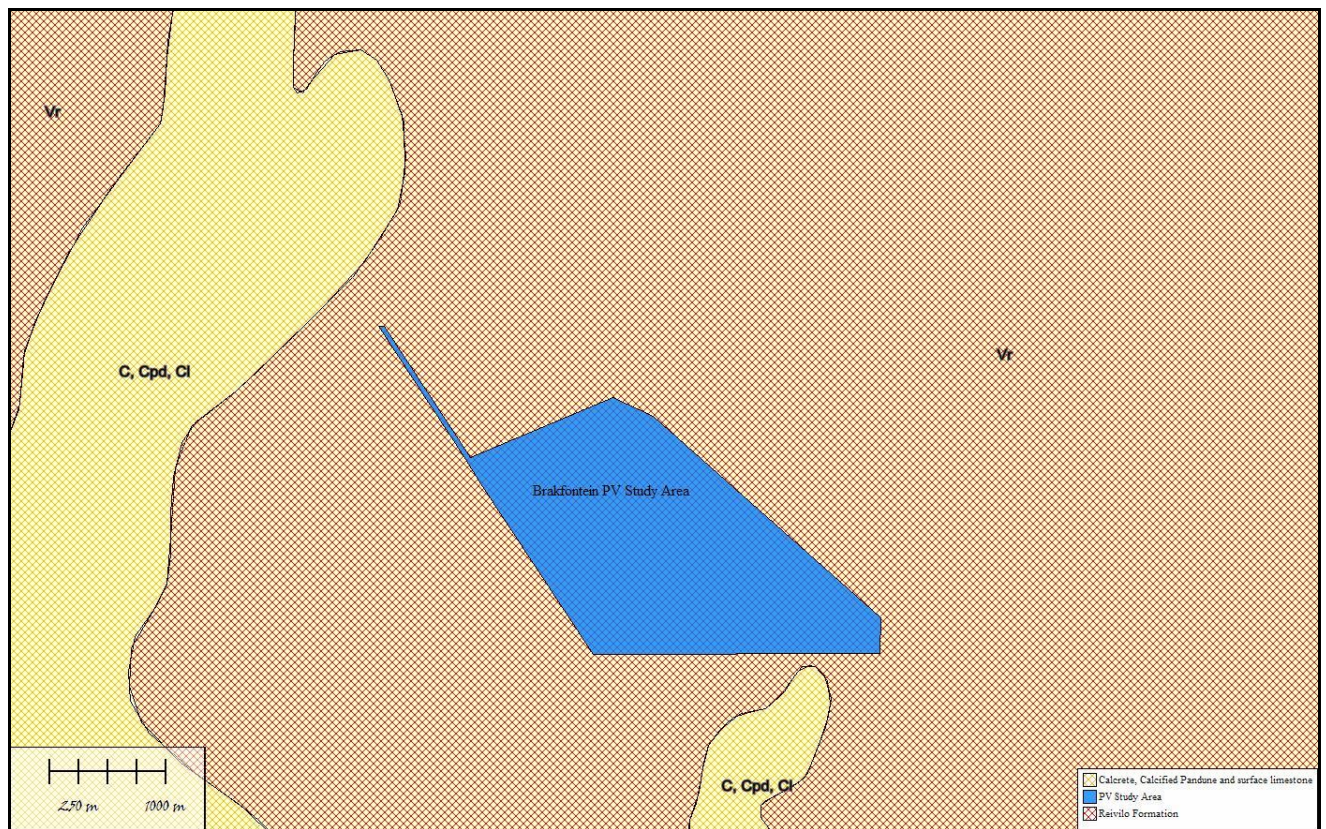 Vr
Vr
C, Cpd, Cl
Brakfontein PV Study Area
C, Cpd, Cl
250 m 1000 m
Calcrete, Calcified Pandune and surface limestone
PV Study Area
Reivilo Formation